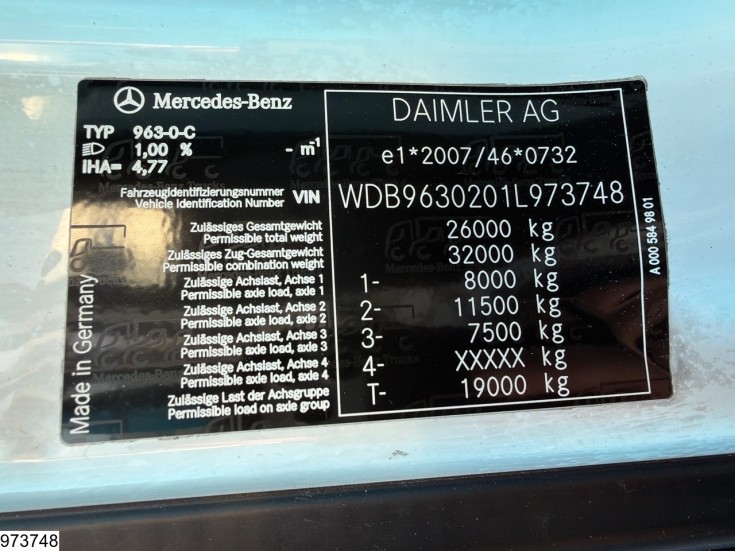 Mercedes-Benz
DAIMLER AG
TYP 963-0-C
1,00 % - m-1
IHA= 4,77
e1*2007/46*0732
Fahrzeugidentifizierungsnummer
Vehicle Identification Number VIN WDB9630201L973748
Zulässiges Gesamtgewicht
Permissible total weight 26000 kg
Zulässiges Zug-Gesamtgewicht
Permissible combination weight 32000 kg
Zulässige Achslast, Achse 1
Permissible axle load, axle 1 1- 8000 kg
Zulässige Achslast, Achse 2
Permissible axle load, axle 2 2- 11500 kg
Zulässige Achslast, Achse 3
Permissible axle load, axle 3 3- 7500 kg
Zulässige Achslast, Achse 4
Permissible axle load, axle 4 4- XXXXX kg
Zulässige Last der Achsgruppe
Permissible load on axle group T- 19000 kg
Made in Germany
A 000 584 98 01
973748